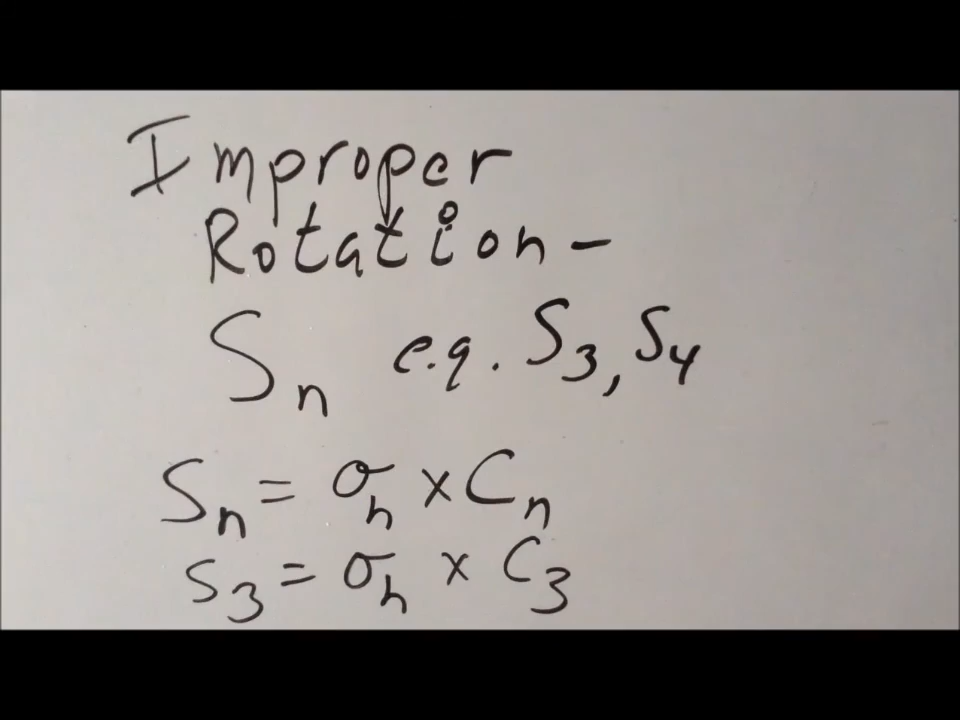 Improper
Rotation -
Sn e.g. S3, S4
Sn = σh × Cn
S3 = σh × C3